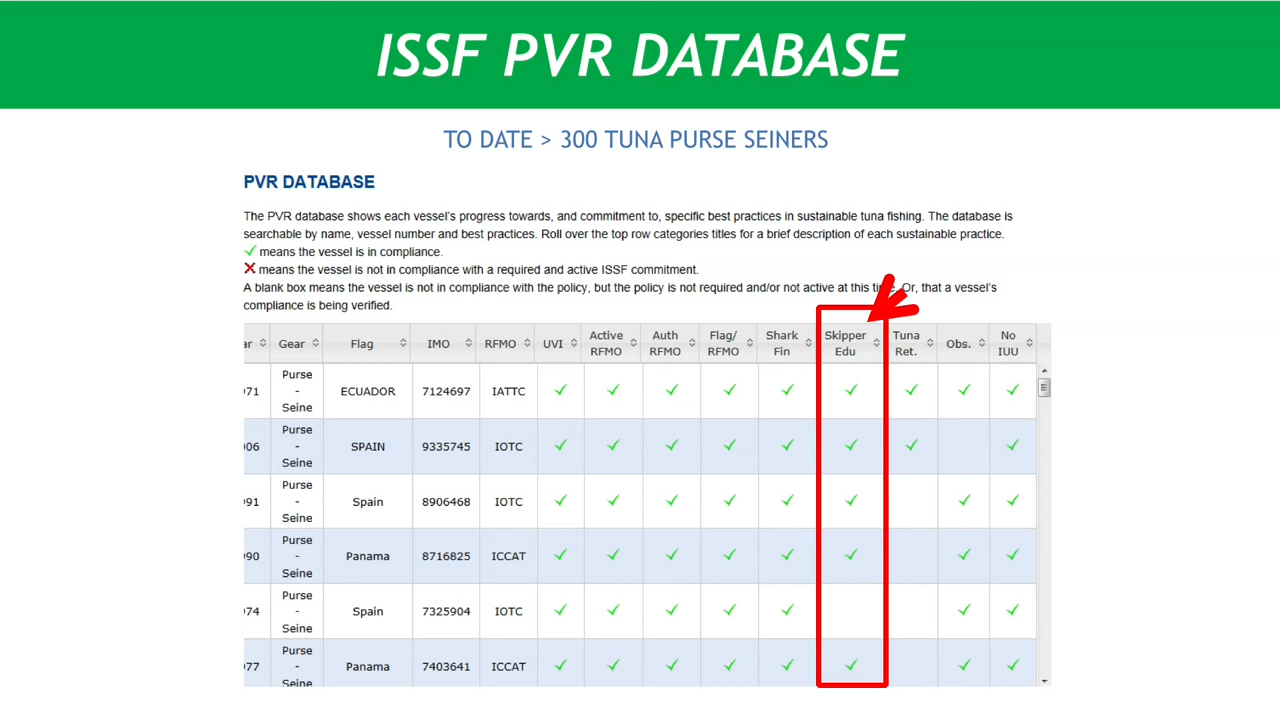 ISSF PVR DATABASE
TO DATE > 300 TUNA PURSE SEINERS
PVR DATABASE
The PVR database shows each vessel's progress towards, and commitment to, specific best practices in sustainable tuna fishing. The database is
searchable by name, vessel number and best practices. Roll over the top row categories titles for a brief description of each sustainable practice.
✓ means the vessel is in compliance.
✗ means the vessel is not in compliance with a required and active ISSF commitment.
A blank box means the vessel is not in compliance with the policy, but the policy is not required and/or not active at this Or, that a vessel's
compliance is being verified.
ar Gear Flag IMO RFMO UVI Active RFMO Auth RFMO Flag/ RFMO Shark Fin Skipper Edu Tuna Ret. Obs. No IUU
971 Purse - Seine ECUADOR 7124697 IATTC ✓ ✓ ✓ ✓ ✓ ✓ ✓ ✓ ✓
006 Purse - Seine SPAIN 9335745 IOTC ✓ ✓ ✓ ✓ ✓ ✓ ✓ ✓
991 Purse - Seine Spain 8906468 IOTC ✓ ✓ ✓ ✓ ✓ ✓ ✓ ✓
990 Purse - Seine Panama 8716825 ICCAT ✓ ✓ ✓ ✓ ✓ ✓ ✓ ✓
974 Purse - Seine Spain 7325904 IOTC ✓ ✓ ✓ ✓ ✓ ✓ ✓
977 Purse - Seine Panama 7403641 ICCAT ✓ ✓ ✓ ✓ ✓ ✓ ✓ ✓